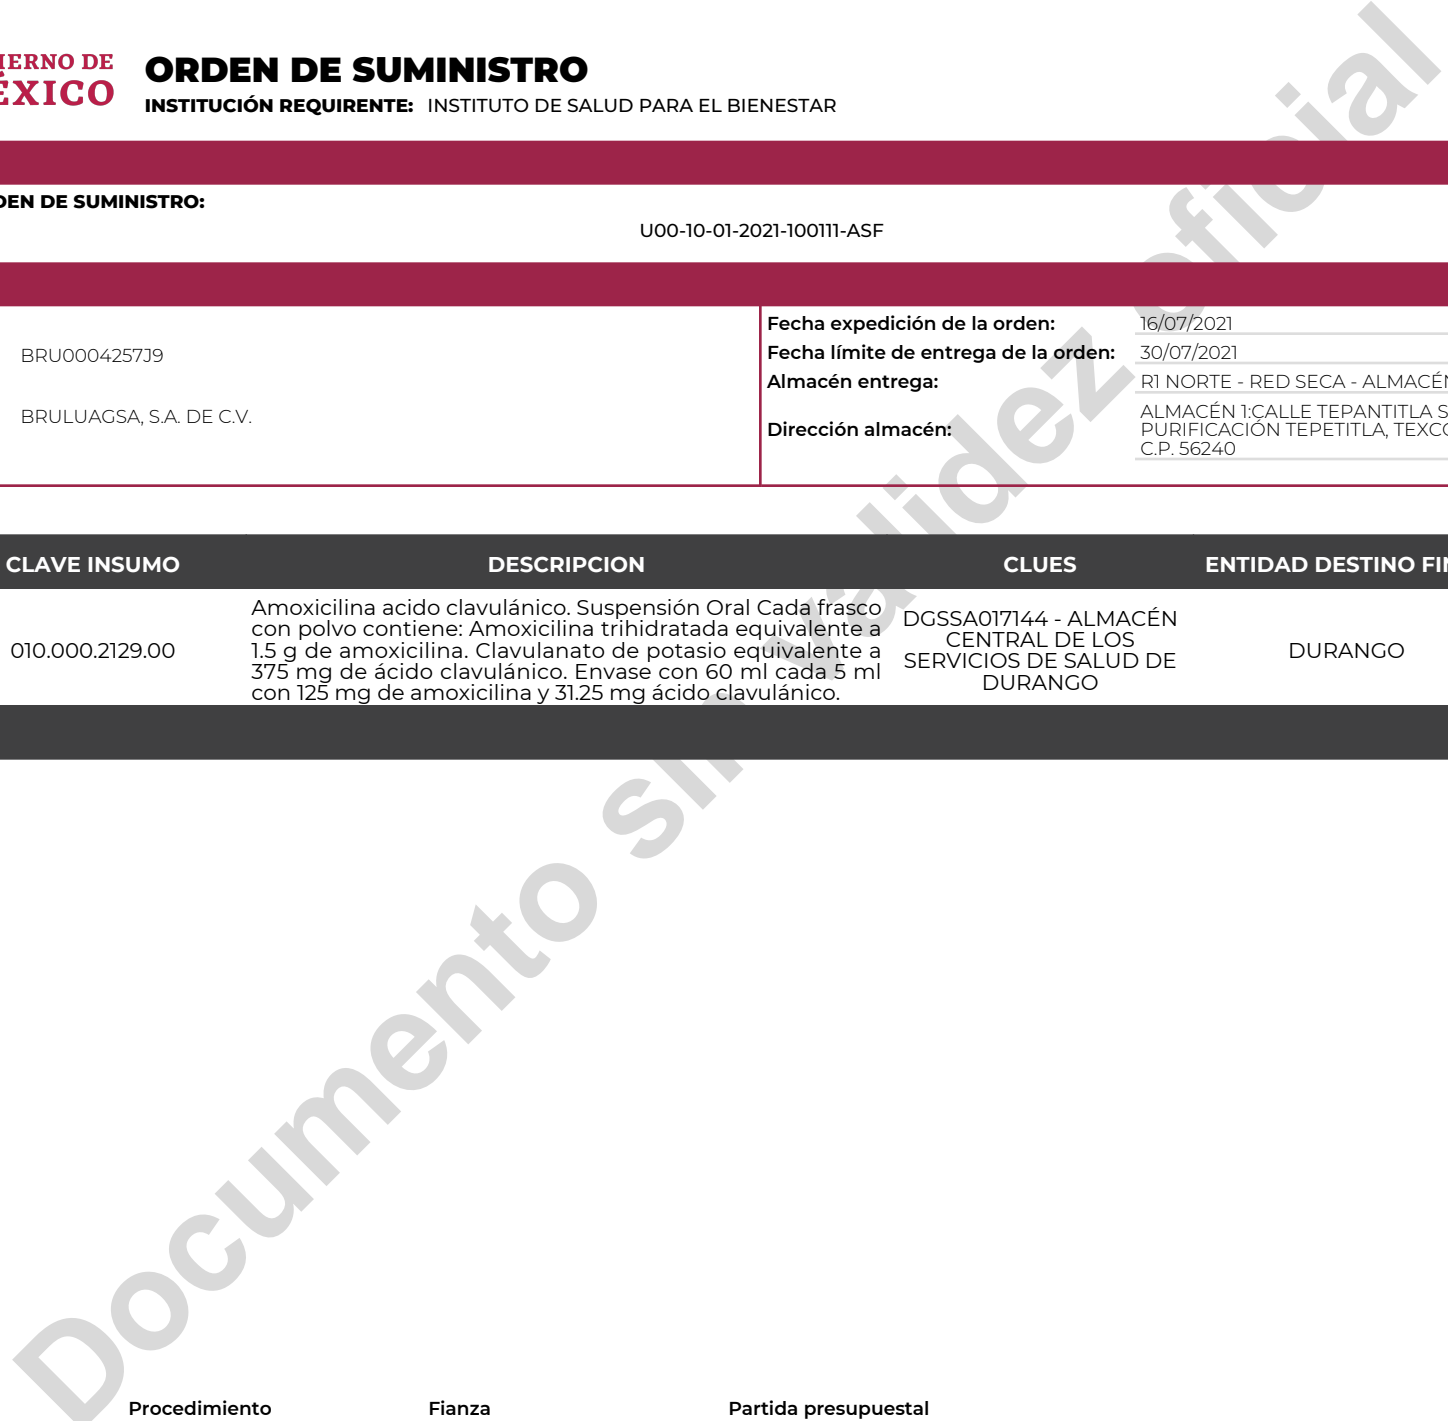 IERNO DE
ÉXICO
ORDEN DE SUMINISTRO
INSTITUCIÓN REQUIRENTE: INSTITUTO DE SALUD PARA EL BIENESTAR
DEN DE SUMINISTRO:
U00-10-01-2021-100111-ASF
BRU0004257J9
BRULUAGSA, S.A. DE C.V.
Fecha expedición de la orden: 16/07/2021
Fecha límite de entrega de la orden: 30/07/2021
Almacén entrega: R1 NORTE - RED SECA - ALMACÉN
Dirección almacén: ALMACÉN 1:CALLE TEPANTITLA S
PURIFICACIÓN TEPETITLA, TEXCO
C.P. 56240
CLAVE INSUMO DESCRIPCION CLUES ENTIDAD DESTINO FIN
010.000.2129.00
Amoxicilina acido clavulánico. Suspensión Oral Cada frasco
con polvo contiene: Amoxicilina trihidratada equivalente a
1.5 g de amoxicilina. Clavulanato de potasio equivalente a
375 mg de ácido clavulánico. Envase con 60 ml cada 5 ml
con 125 mg de amoxicilina y 31.25 mg ácido clavulánico.
DGSSA017144 - ALMACÉN
CENTRAL DE LOS
SERVICIOS DE SALUD DE
DURANGO
DURANGO
Documento sin validez oficial
Procedimiento Fianza Partida presupuestal